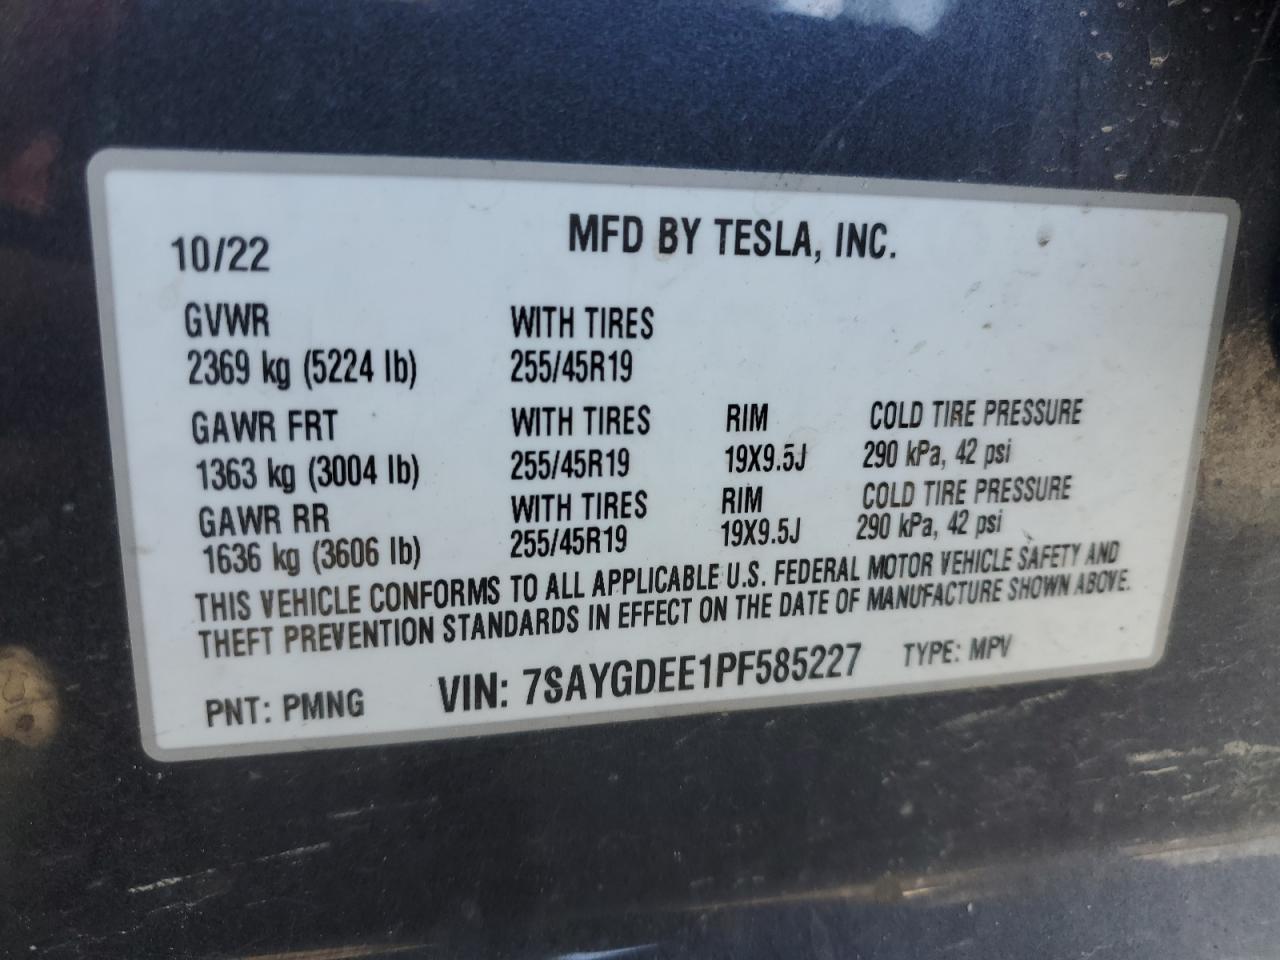 MFD BY TESLA, INC.
10/22
GVWR WITH TIRES
2369 kg (5224 lb) 255/45R19
GAWR FRT WITH TIRES RIM COLD TIRE PRESSURE
1363 kg (3004 lb) 255/45R19 19X9.5J 290 kPa, 42 psi
GAWR RR WITH TIRES RIM COLD TIRE PRESSURE
1636 kg (3606 lb) 255/45R19 19X9.5J 290 kPa, 42 psi
THIS VEHICLE CONFORMS TO ALL APPLICABLE U.S. FEDERAL MOTOR VEHICLE SAFETY AND
THEFT PREVENTION STANDARDS IN EFFECT ON THE DATE OF MANUFACTURE SHOWN ABOVE.
PNT: PMNG VIN: 7SAYGDEE1PF585227 TYPE: MPV